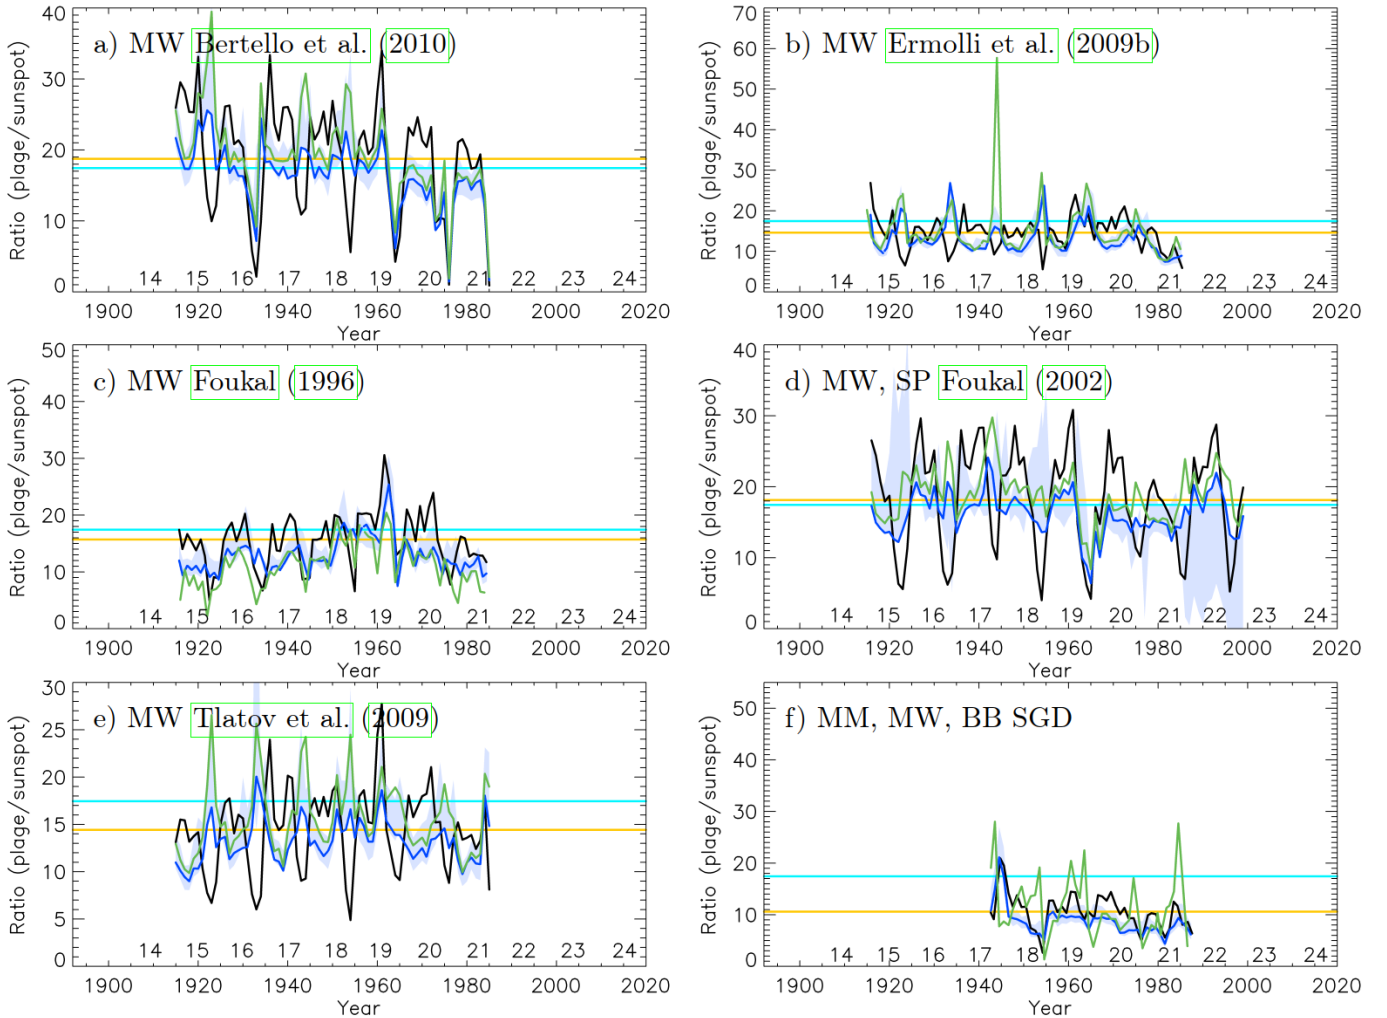 a) MW Bertello et al. (2010)
40
30
20
10
0
Ratio (plage/sunspot)
14 15 16 17 18 19 20 21 22 23 24
1900 1920 1940 1960 1980 2000 2020
Year
b) MW Ermolli et al. (2009b)
70
60
50
40
30
20
10
0
Ratio (plage/sunspot)
14 15 16 17 18 19 20 21 22 23 24
1900 1920 1940 1960 1980 2000 2020
Year
c) MW Foukal (1996)
50
40
30
20
10
0
Ratio (plage/sunspot)
14 15 16 17 18 19 20 21 22 23 24
1900 1920 1940 1960 1980 2000 2020
Year
d) MW, SP Foukal (2002)
40
30
20
10
0
Ratio (plage/sunspot)
14 15 16 17 18 19 20 21 22 23 24
1900 1920 1940 1960 1980 2000 2020
Year
e) MW Tlatov et al. (2009)
30
25
20
15
10
5
0
Ratio (plage/sunspot)
14 15 16 17 18 19 20 21 22 23 24
1900 1920 1940 1960 1980 2000 2020
Year
f) MM, MW, BB SGD
50
40
30
20
10
0
Ratio (plage/sunspot)
14 15 16 17 18 19 20 21 22 23 24
1900 1920 1940 1960 1980 2000 2020
Year